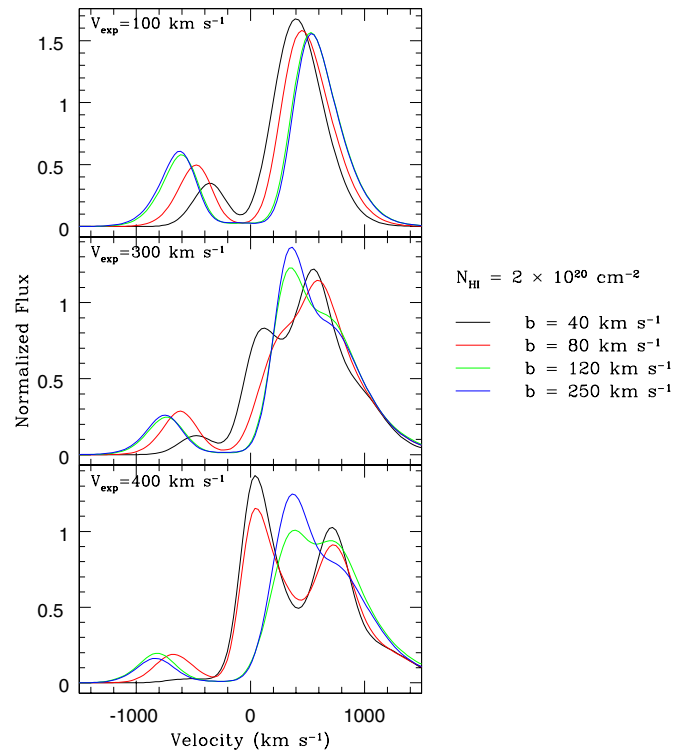 V_exp=100 km s⁻¹
1.5
1
0.5
0
V_exp=300 km s⁻¹
1
0.5
0
V_exp=400 km s⁻¹
1
0.5
0
-1000
0
1000
Normalized Flux
Velocity (km s⁻¹)
N_HI = 2 × 10²⁰ cm⁻²
b = 40 km s⁻¹
b = 80 km s⁻¹
b = 120 km s⁻¹
b = 250 km s⁻¹